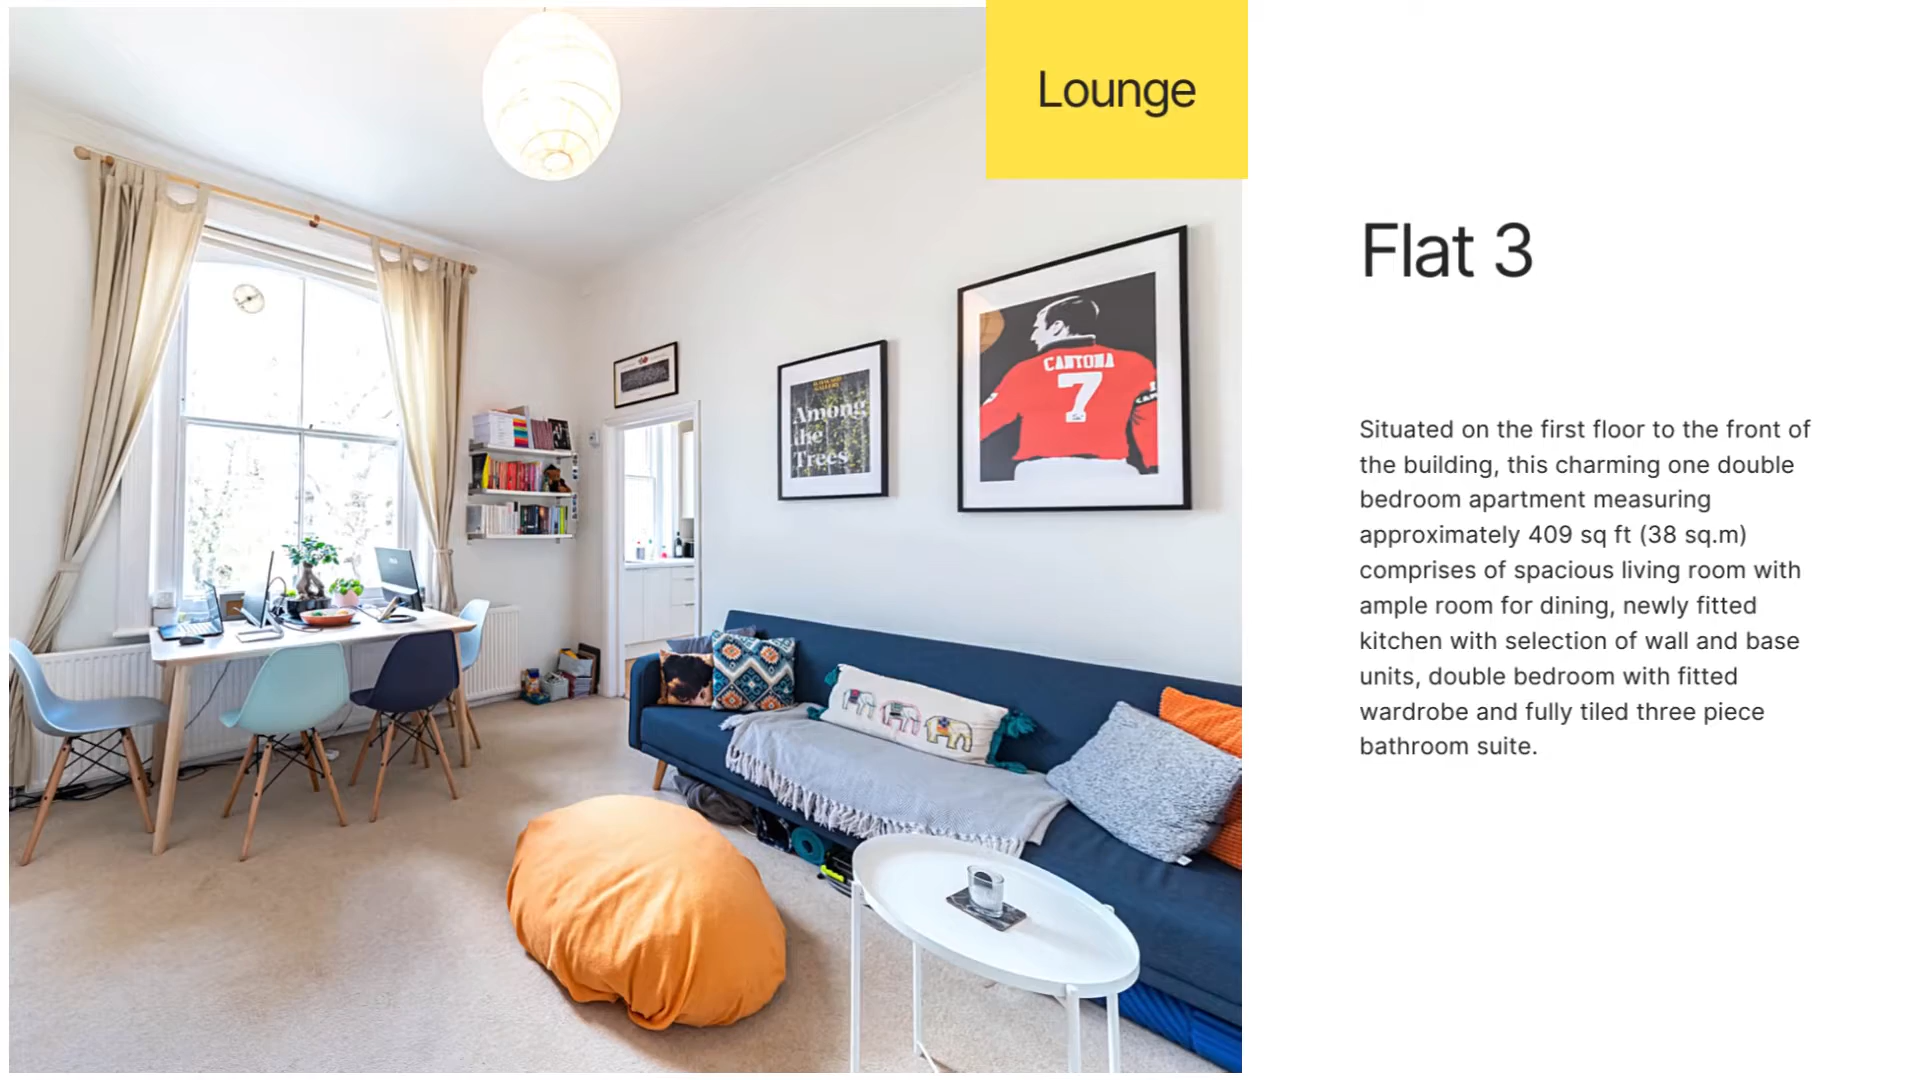 Lounge
Flat 3
Situated on the first floor to the front of
the building, this charming one double
bedroom apartment measuring
approximately 409 sq ft (38 sq.m)
comprises of spacious living room with
ample room for dining, newly fitted
kitchen with selection of wall and base
units, double bedroom with fitted
wardrobe and fully tiled three piece
bathroom suite.
Among
the
Trees
CANTONA
7